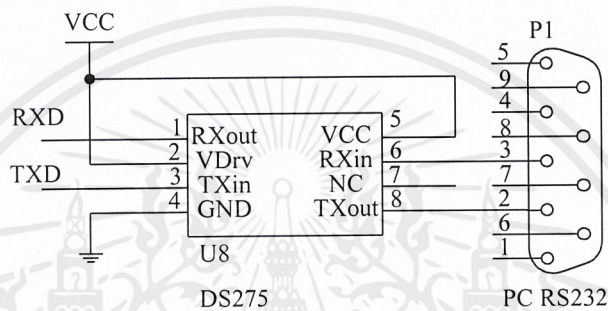 VCC
P1
RXD
TXD
1 RXout VCC 5
2 VDrv RXin 6
3 TXin NC 7
4 GND TXout 8
U8
DS275
5
9
4
8
3
7
2
6
1
PC RS232